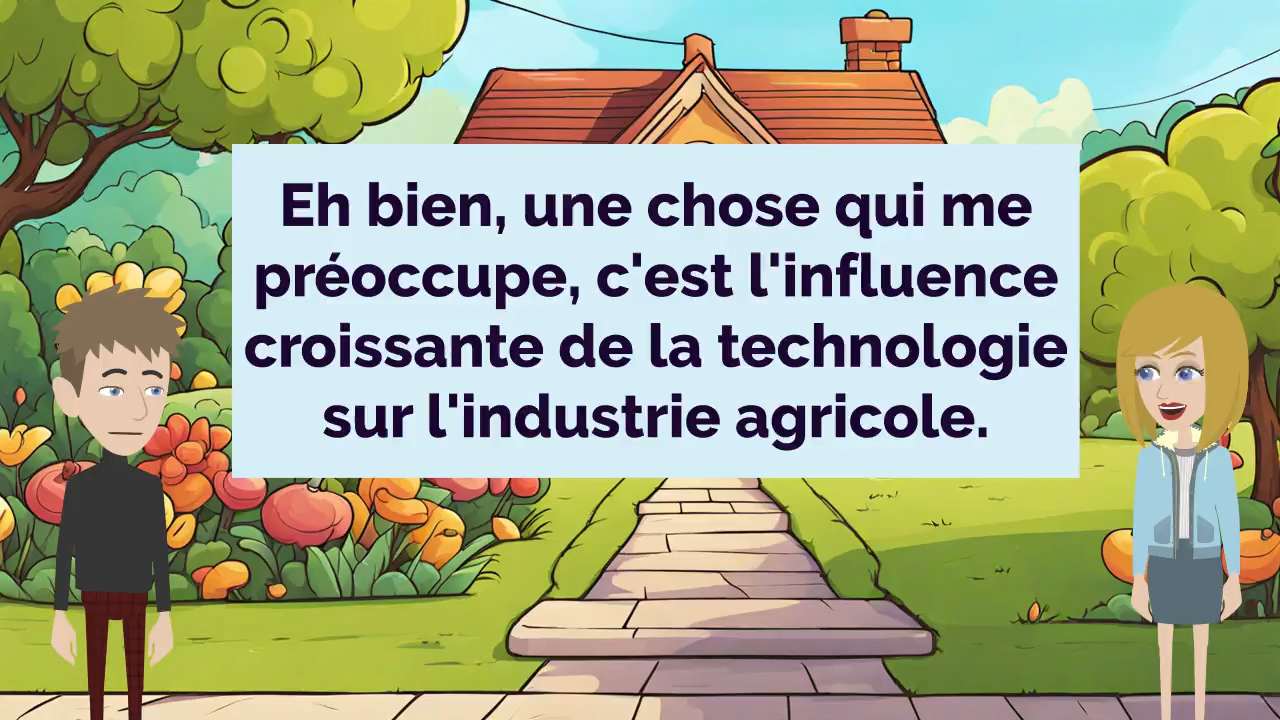 Eh bien, une chose qui me
préoccupe, c'est l'influence
croissante de la technologie
sur l'industrie agricole.